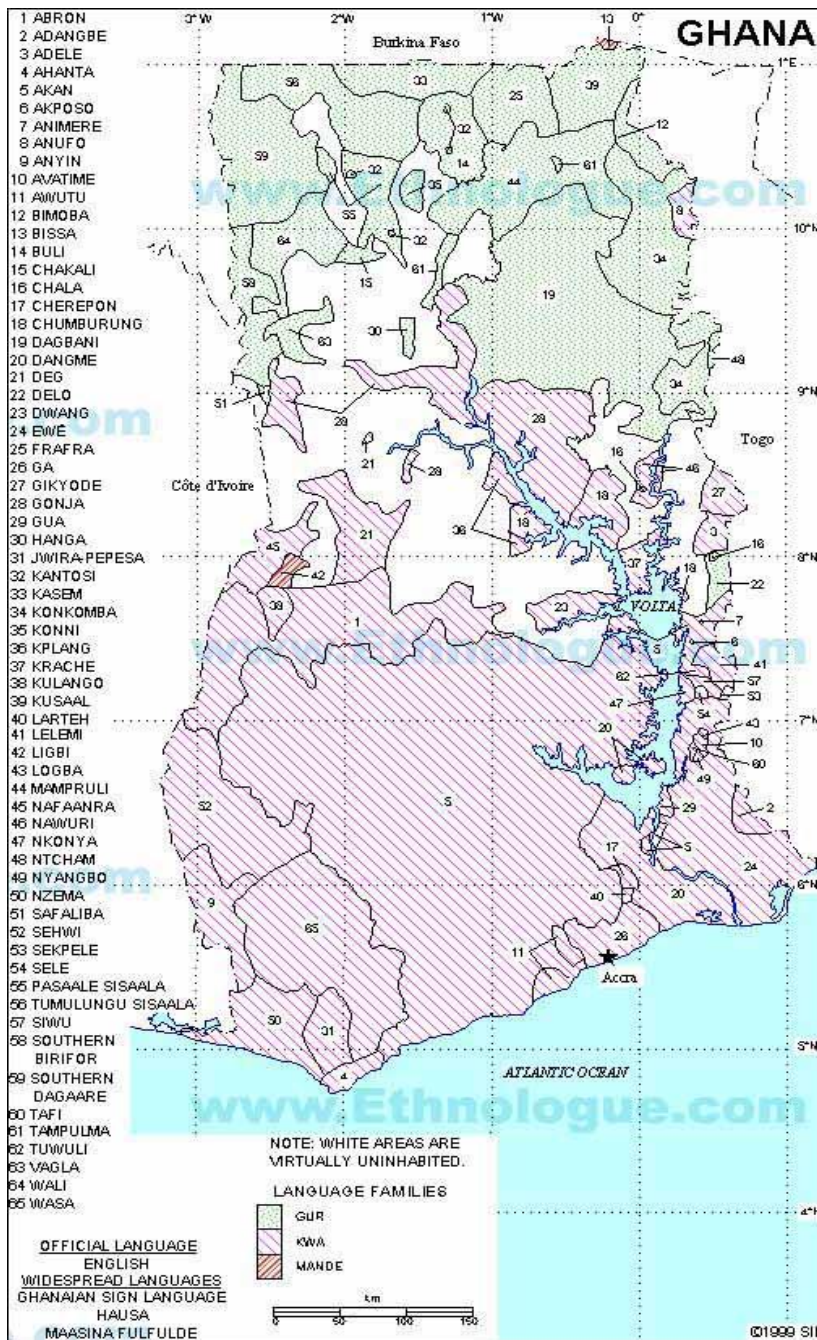 GHANA
1 ABRON
2 ADANGBE
3 ADELE
4 AHANTA
5 AKAN
6 AKPOSO
7 ANIMERE
8 ANUFO
9 ANYIN
10 AVATIME
11 AWUTU
12 BIMOBA
13 BISSA
14 BULI
15 CHAKALI
16 CHALA
17 CHEREPON
18 CHUMBURUNG
19 DAGBANI
20 DANGME
21 DEG
22 DELO
23 DWANG
24 EWE
25 FRAFRA
26 GA
27 GIKYODE
28 GONJA
29 GUA
30 HANGA
31 JWIRA-PEPESA
32 KANTOSI
33 KASEM
34 KONKOMBA
35 KONNI
36 KPLANG
37 KRACHE
38 KULANGO
39 KUSAAL
40 LARTEH
41 LELEMI
42 LIGBI
43 LOGBA
44 MAMPRULI
45 NAFAANRA
46 NAWURI
47 NKONYA
48 NTCHAM
49 NYANGBO
50 NZEMA
51 SAFALIBA
52 SEHWI
53 SEKPELE
54 SELE
55 PASAALE SISAALA
56 TUMULUNGU SISAALA
57 SIWU
58 SOUTHERN
BIRIFOR
59 SOUTHERN
DAGAARE
60 TAFI
61 TAMPULMA
62 TUWULI
63 VAGLA
64 WALI
65 WASA
OFFICIAL LANGUAGE
ENGLISH
WIDESPREAD LANGUAGES
GHANAIAN SIGN LANGUAGE
HAUSA
MAASINA FULFULDE
3°W
2°W
1°W
0°
1°E
Burkina Faso
www.Ethnologue.com
10°N
9°N
Togo
Côte d'Ivoire
8°N
VOLTA
www.Ethnologue.com
7°N
6°N
Accra
5°N
ATLANTIC OCEAN
www.Ethnologue.com
NOTE: WHITE AREAS ARE
VIRTUALLY UNINHABITED.
LANGUAGE FAMILIES
GUR
KWA
MANDE
km
0 50 100 150
©1999 SIL